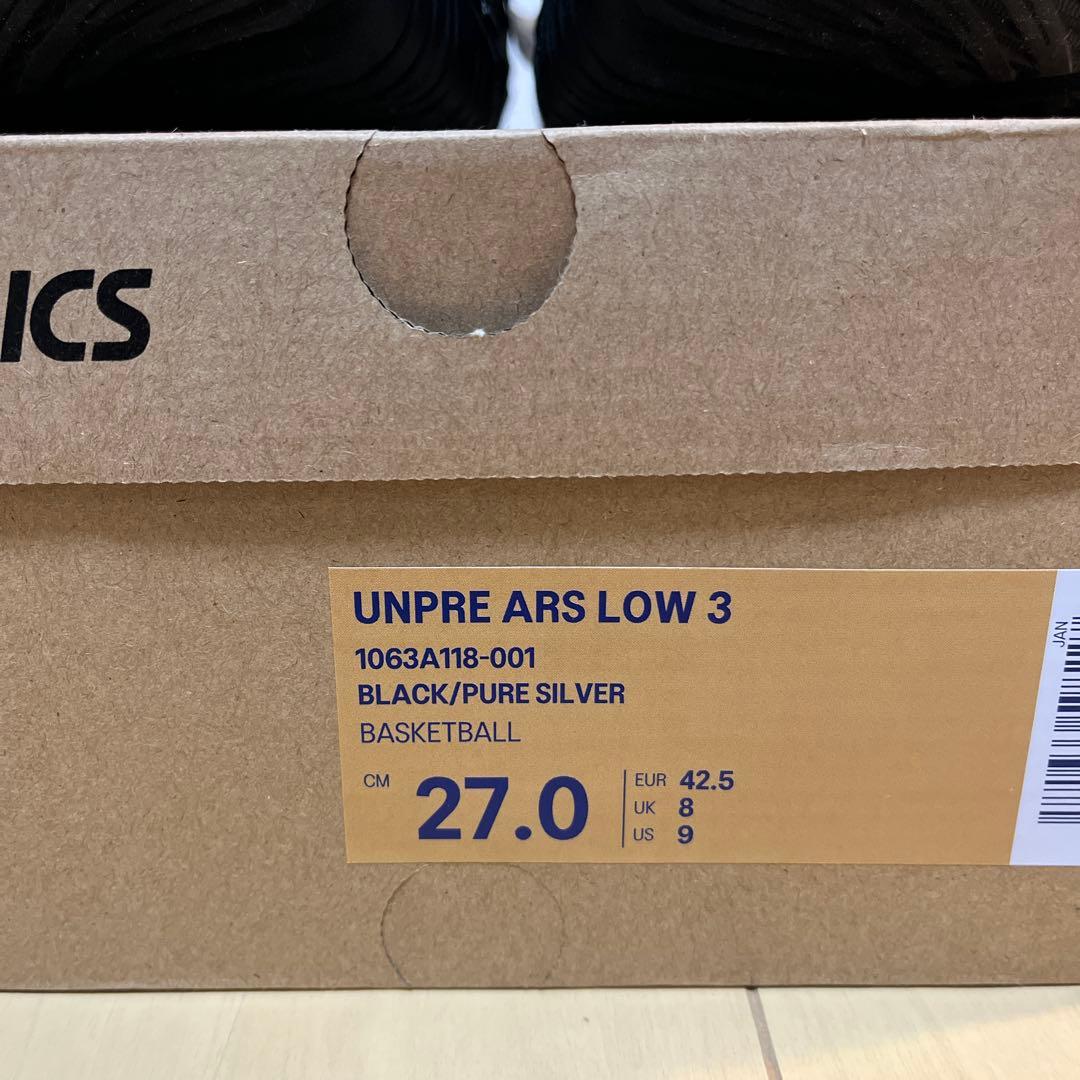 ICS
UNPRE ARS LOW 3
1063A118-001
BLACK/PURE SILVER
BASKETBALL
CM 27.0
EUR 42.5
UK 8
US 9
JAN